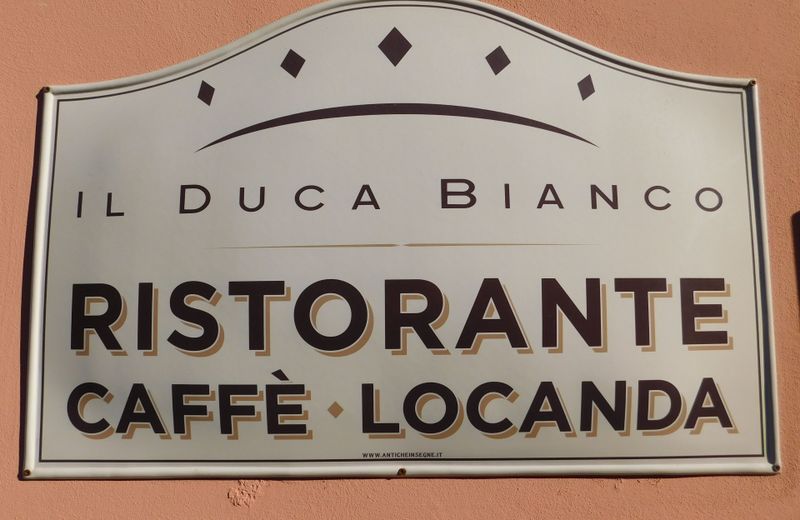 IL DUCA BIANCO
RISTORANTE
CAFFÈ · LOCANDA
WWW.ANTICHEINSEGNE.IT